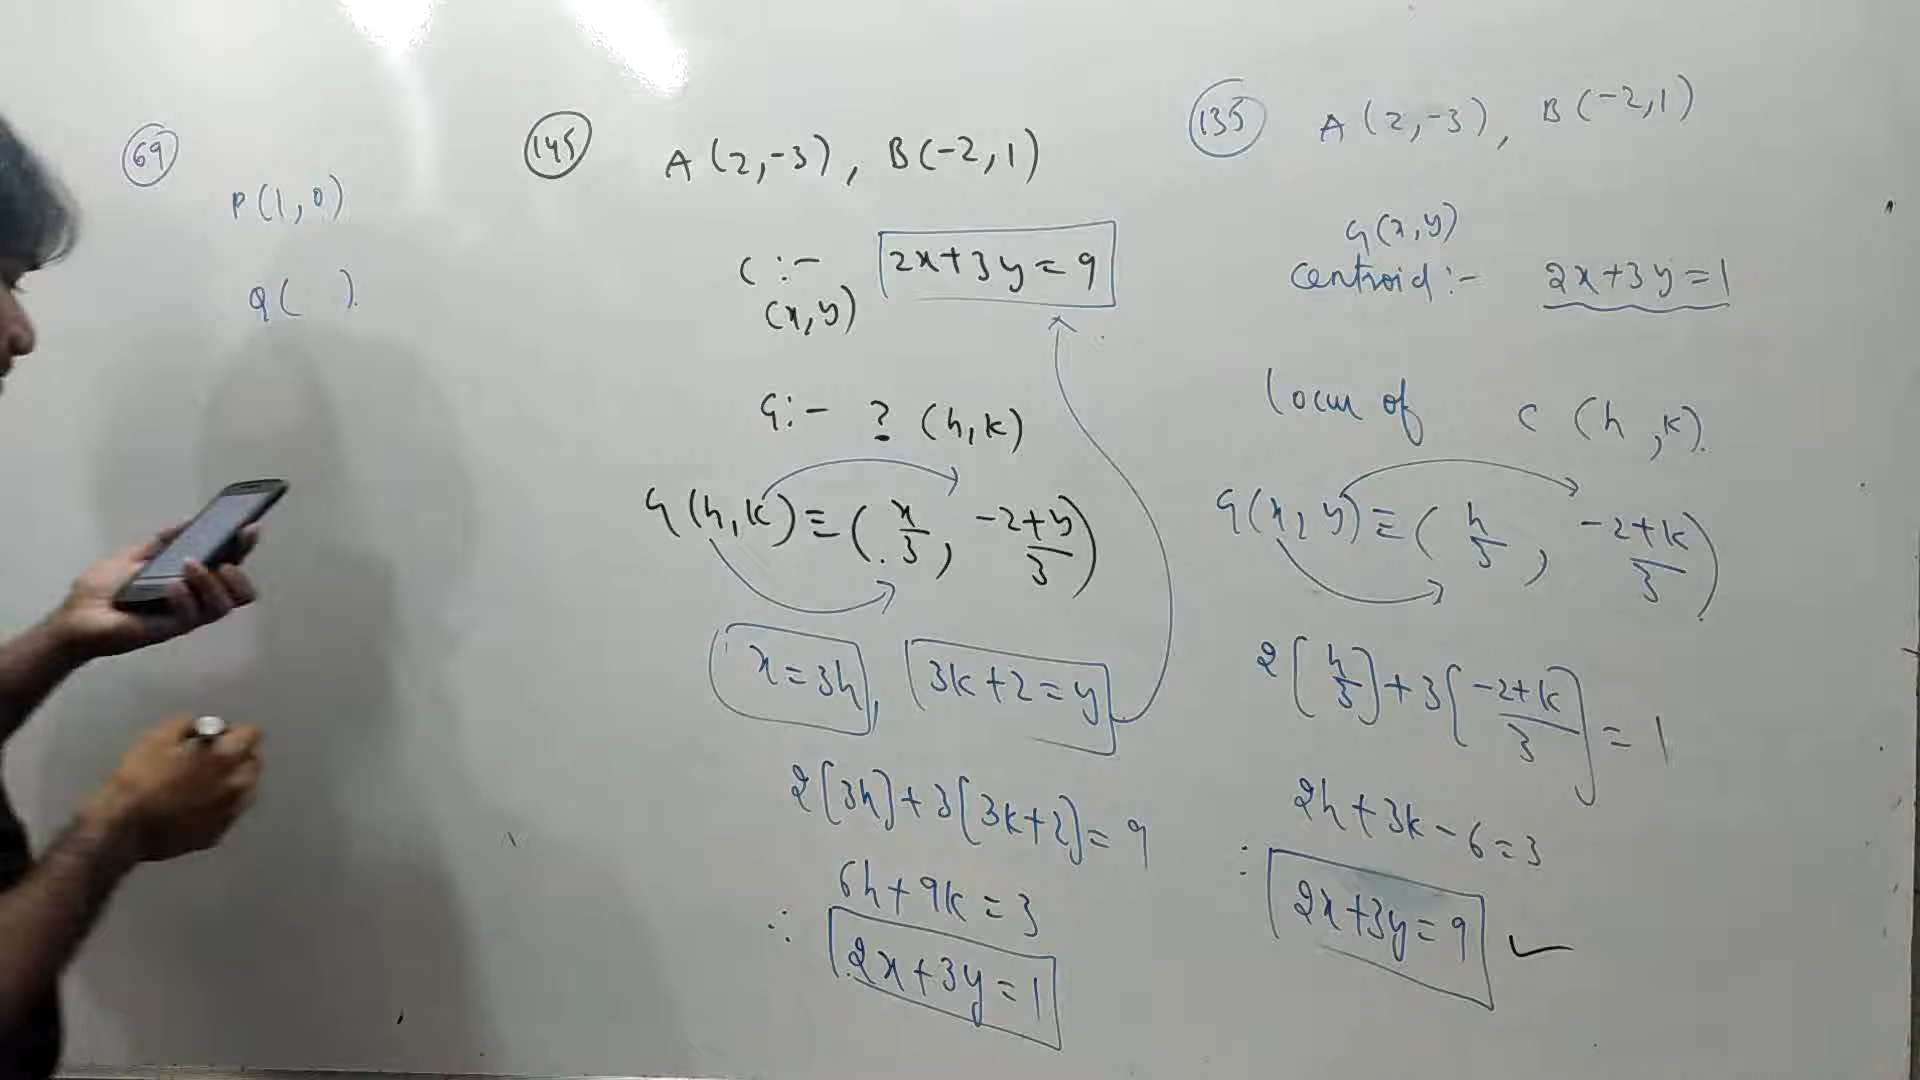 69
P(1,0)
Q(   ).
145
A(2,-3), B(-2,1)
C :- 2x+3y=9
(x,y)
G:- ? (h,k)
G(h,k)≡(x/3, -2+y/3)
x=3h, 3k+2=y
2[3h]+3[3k+2]=9
6h+9k=3
∴ 2x+3y=1
135
A(2,-3), B(-2,1)
G(x,y)
Centroid:- 2x+3y=1
locus of C (h,k).
G(x,y)≡(h/3, -2+k/3)
2[h/3]+3[-2+k/3]=1
2h+3k-6=3
∴ 2x+3y=9 ✓